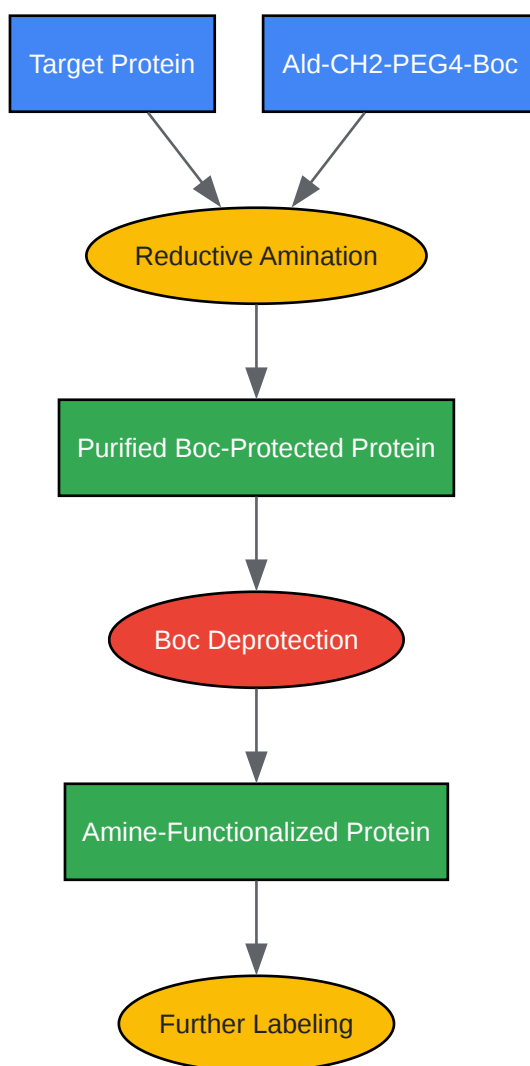 Target Protein
Ald-CH2-PEG4-Boc
Reductive Amination
Purified Boc-Protected Protein
Boc Deprotection
Amine-Functionalized Protein
Further Labeling